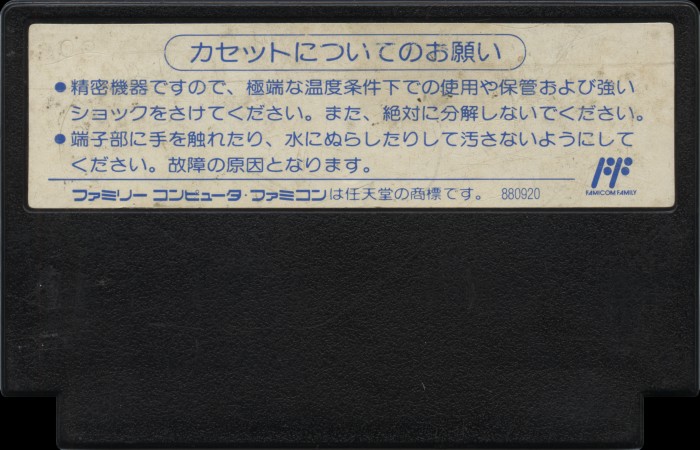 カセットについてのお願い
●精密機器ですので、極端な温度条件下での使用や保管および強い
ショックをさけてください。また、絶対に分解しないでください。
●端子部に手を触れたり、水にぬらしたりして汚さないようにして
ください。故障の原因となります。
ファミリーコンピュータ・ファミコンは任天堂の商標です。 880920
FAMICOM FAMILY